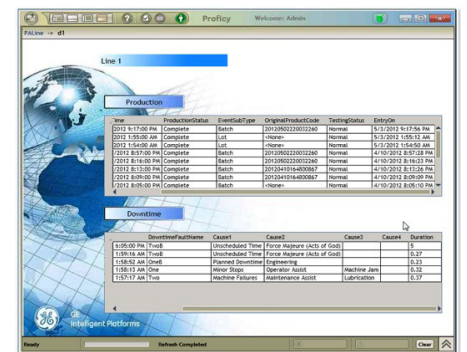 Proficy Welcome: Admin
PALine -> d1
Line 1
Production
Time ProductionStatus EventSubType OriginalProductCode TestingStatus EntryOn
2012 9:17:00 PM Complete Batch 20120502220012260 Normal 5/3/2012 9:17:56 PM
2012 1:55:00 AM Complete Lot <None> Normal 5/3/2012 1:55:12 AM
2012 1:54:00 AM Complete Lot <None> Normal 5/3/2012 1:54:50 AM
/2012 8:57:00 PM Complete Batch 20120502220012260 Normal 4/10/2012 8:57:28 PM
/2012 8:16:00 PM Complete Batch 20120502220012260 Normal 4/10/2012 8:16:23 PM
/2012 8:13:00 PM Complete Batch 20120410164800867 Normal 4/10/2012 8:13:26 PM
/2012 8:09:00 PM Complete Batch 20120410164800867 Normal 4/10/2012 8:09:09 PM
/2012 8:05:00 PM Complete Batch <None> Normal 4/10/2012 8:05:10 PM
Downtime
DowntimeFaultName Cause1 Cause2 Cause3 Cause4 Duration
6:05:00 PM TwoB Unscheduled Time Force Majeure (Acts of God) 5
1:59:16 AM TwoB Unscheduled Time Force Majeure (Acts of God) 0.27
1:58:52 AM OneB Planned Downtime Engineering 0.23
1:58:13 AM One Minor Stops Operator Assist Machine Jam 0.32
1:57:17 AM Two Machine Failures Maintenance Assist Lubrication 0.37
GE
Intelligent Platforms
Ready Refresh Completed Clear